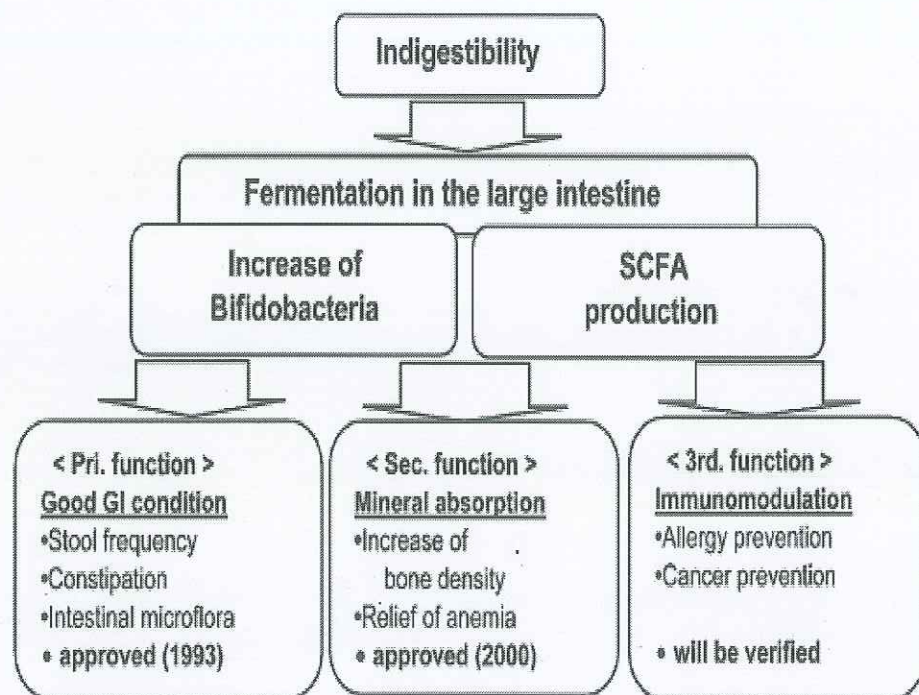 Indigestibility
Fermentation in the large intestine
Increase of
Bifidobacteria
SCFA
production
< Pri. function >
Good GI condition
•Stool frequency
•Constipation
•Intestinal microflora
• approved (1993)
< Sec. function >
Mineral absorption
•Increase of
bone density
•Relief of anemia
• approved (2000)
< 3rd. function >
Immunomodulation
•Allergy prevention
•Cancer prevention
• will be verified